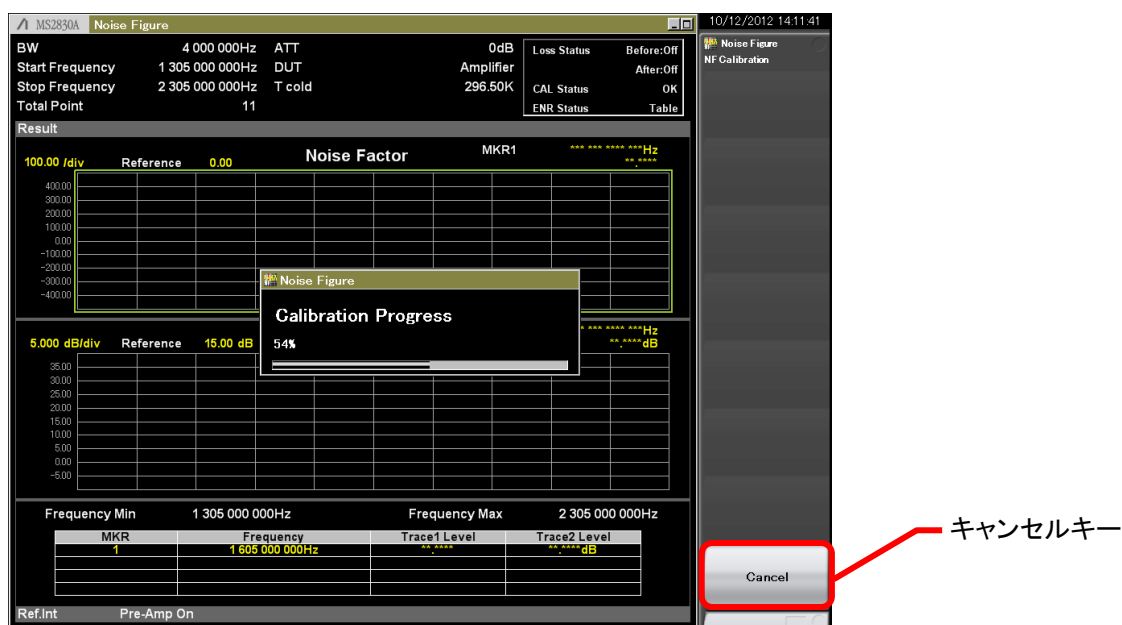 MS2830A Noise Figure
10/12/2012 14:11:41
BW 4 000 000Hz ATT 0dB
Start Frequency 1 305 000 000Hz DUT Amplifier
Stop Frequency 2 305 000 000Hz T cold 296.50K
Total Point 11
Loss Status Before:Off
After:Off
CAL Status OK
ENR Status Table
Noise Figure
NF Calibration
Result
Noise Factor
MKR1 *** *** **** ***Hz
**.****
100.00 /div Reference 0.00
400.00
300.00
200.00
100.00
0.00
-100.00
-200.00
-300.00
-400.00
Noise Figure
Calibration Progress
54%
*** **** ***Hz
**.****dB
5.000 dB/div Reference 15.00 dB
35.00
30.00
25.00
20.00
15.00
10.00
5.00
0.00
-5.00
Frequency Min 1 305 000 000Hz Frequency Max 2 305 000 000Hz
MKR Frequency Trace1 Level Trace2 Level
1 1 605 000 000Hz **.**** **.****dB
Ref.Int Pre-Amp On
Cancel
キャンセルキー